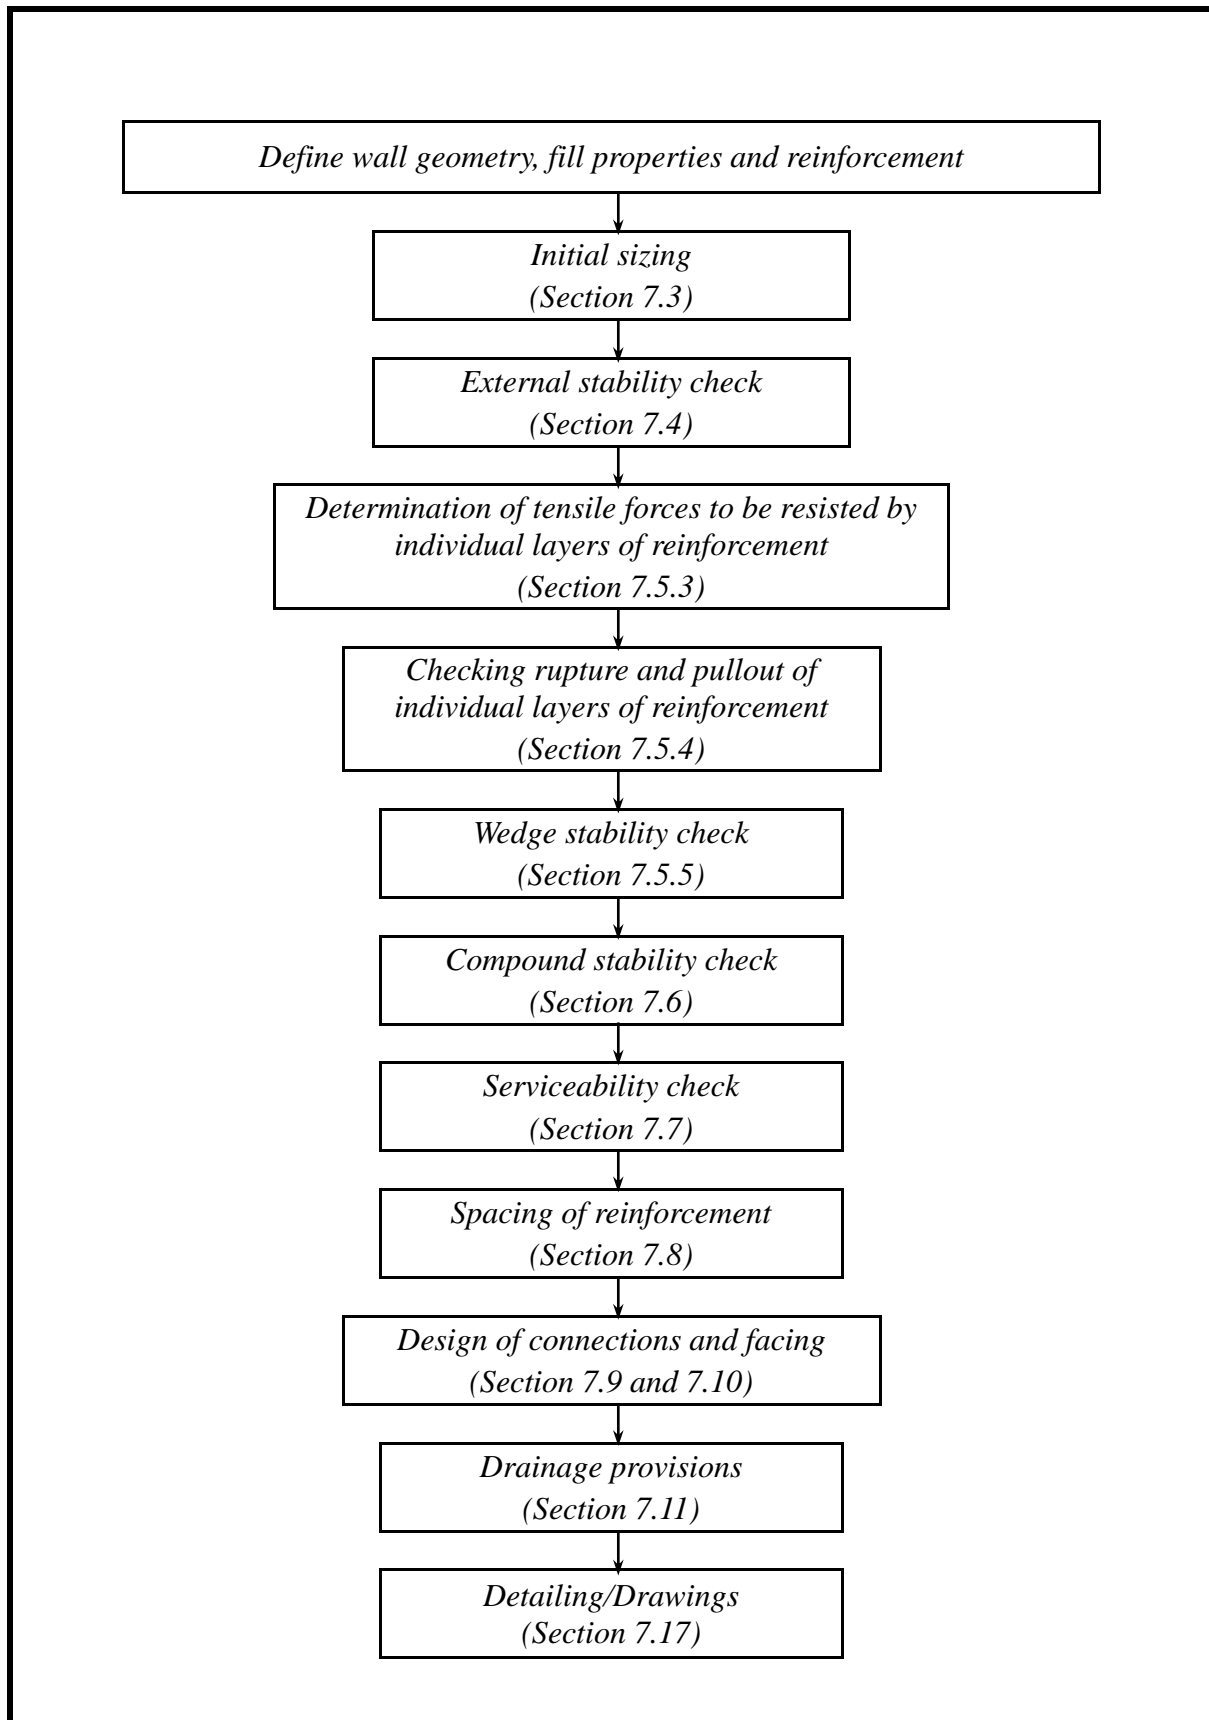 Define wall geometry, fill properties and reinforcement
Initial sizing
(Section 7.3)
External stability check
(Section 7.4)
Determination of tensile forces to be resisted by
individual layers of reinforcement
(Section 7.5.3)
Checking rupture and pullout of
individual layers of reinforcement
(Section 7.5.4)
Wedge stability check
(Section 7.5.5)
Compound stability check
(Section 7.6)
Serviceability check
(Section 7.7)
Spacing of reinforcement
(Section 7.8)
Design of connections and facing
(Section 7.9 and 7.10)
Drainage provisions
(Section 7.11)
Detailing/Drawings
(Section 7.17)